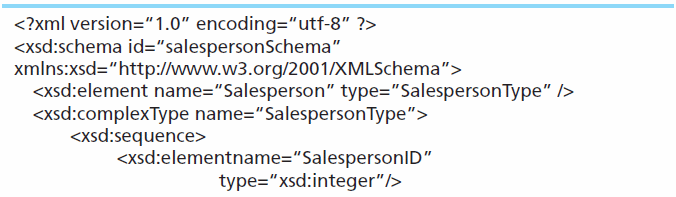 <?xml version="1.0" encoding="utf-8" ?>
<xsd:schema id="salespersonSchema"
xmlns:xsd="http://www.w3.org/2001/XMLSchema">
<xsd:element name="Salesperson" type="SalespersonType" />
<xsd:complexType name="SalespersonType">
<xsd:sequence>
<xsd:elementname="SalespersonID"
type="xsd:integer"/>